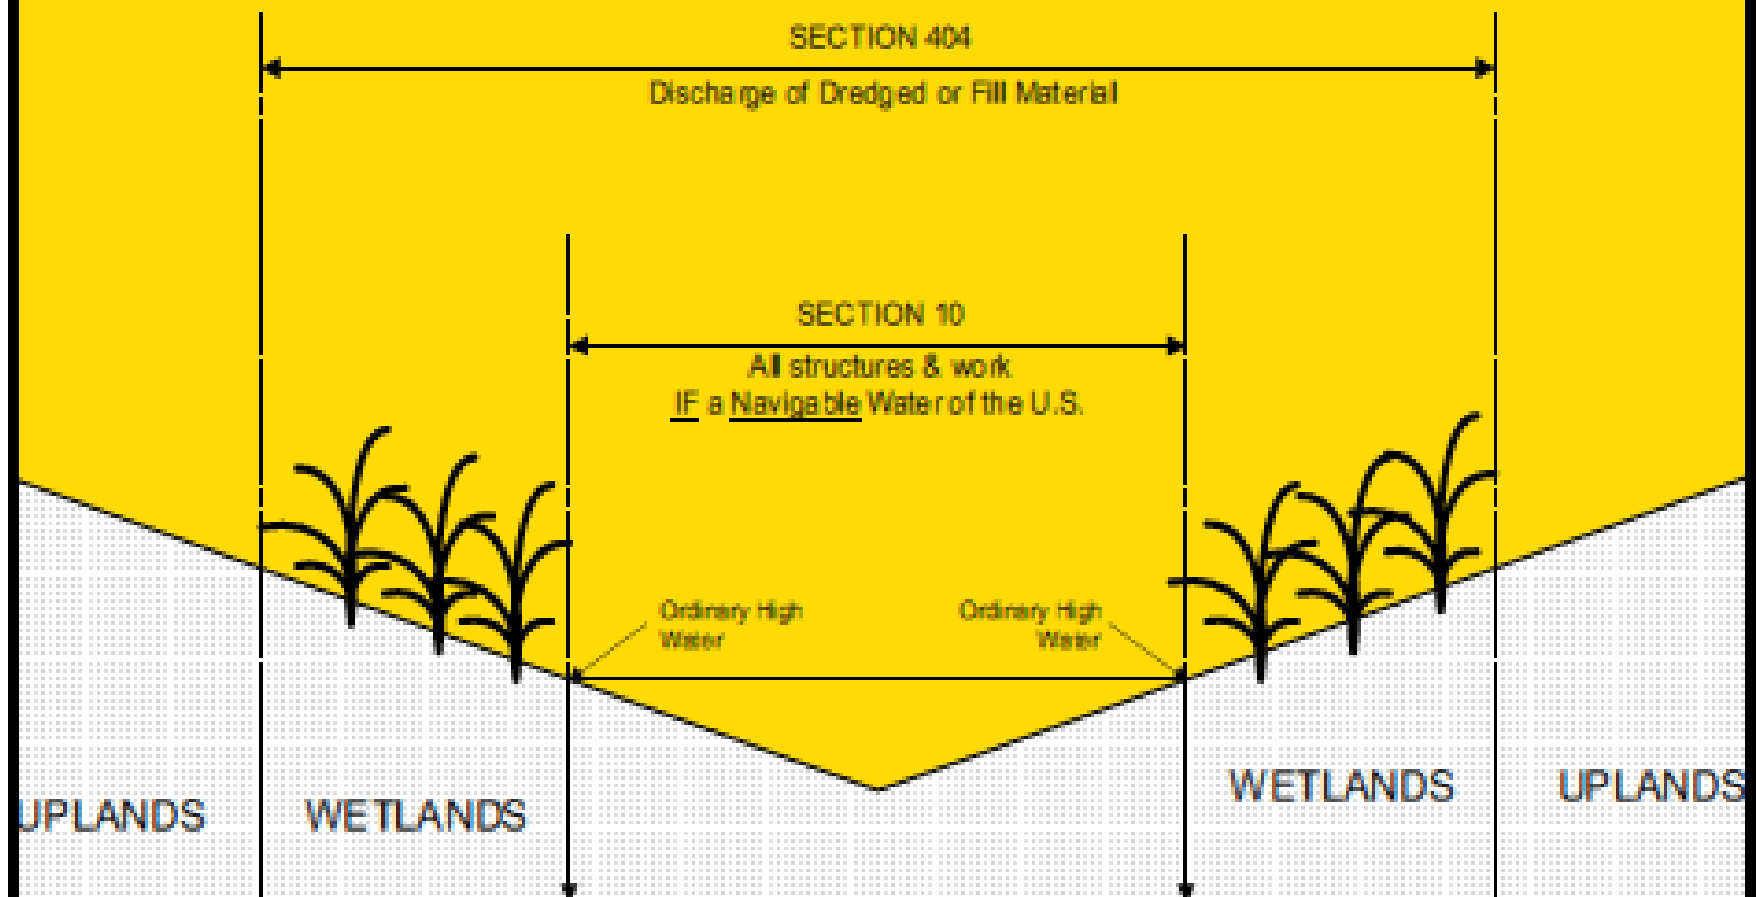 SECTION 404
Discharge of Dredged or Fill Material
SECTION 10
All structures & work
IF a Navigable Water of the U.S.
Ordinary High
Water
Ordinary High
Water
WETLANDS
UPLANDS
UPLANDS
WETLANDS